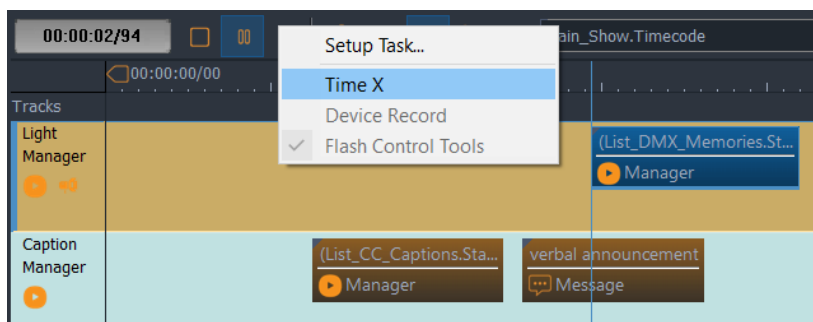 00:00:02/94
ain_Show.Timecode
Setup Task...
Time X
Device Record
Flash Control Tools
00:00:00/00
Tracks
Light
Manager
(List_DMX_Memories.St...
Manager
Caption
Manager
(List_CC_Captions.Sta...
Manager
verbal announcement
Message